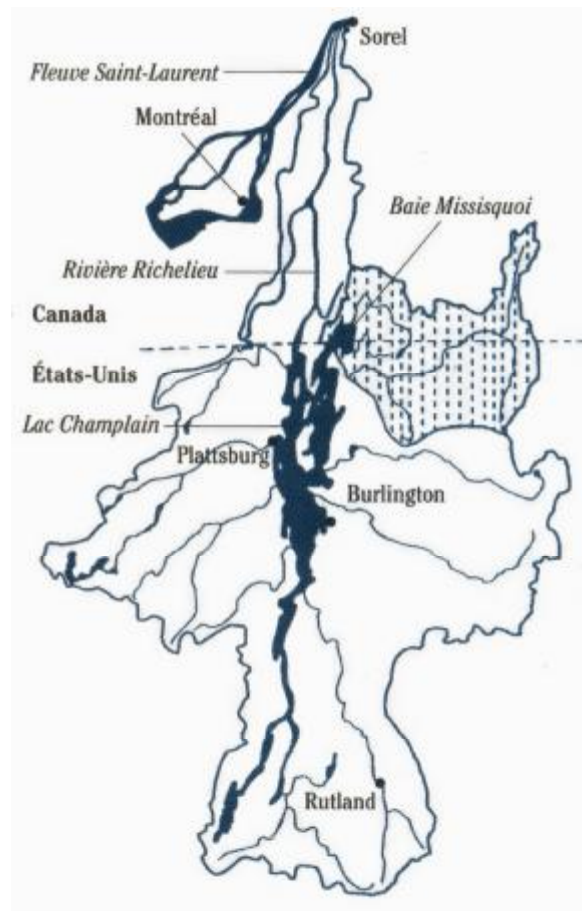 Sorel
Fleuve Saint-Laurent
Montréal
Baie Missisquoi
Rivière Richelieu
Canada
États-Unis
Lac Champlain
Plattsburg
Burlington
Rutland